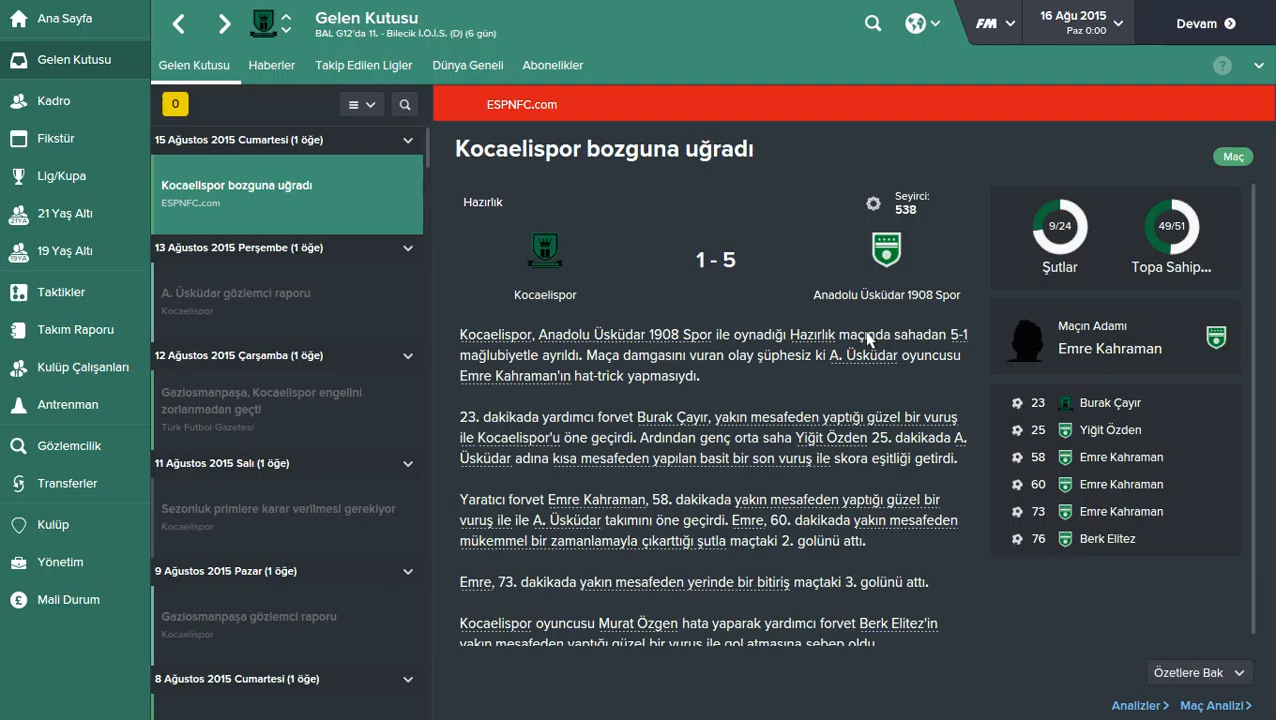 Ana Sayfa
Gelen Kutusu
Kadro
Fikstür
Lig/Kupa
21 Yaş Altı
21YA
19 Yaş Altı
19YA
Taktikler
Takım Raporu
Kulüp Çalışanları
Antrenman
Gözlemcilik
Transferler
Kulüp
Yönetim
Mali Durum
Gelen Kutusu
BAL G12'da 11. - Bilecik İ.Ö.İ.S. (D) (6 gün)
FM
16 Ağu 2015
Paz 0:00
Devam
Gelen Kutusu Haberler Takip Edilen Ligler Dünya Geneli Abonelikler
?
0
15 Ağustos 2015 Cumartesi (1 öğe)
Kocaelispor bozguna uğradı
ESPNFC.com
13 Ağustos 2015 Perşembe (1 öğe)
A. Üsküdar gözlemci raporu
Kocaelispor
12 Ağustos 2015 Çarşamba (1 öğe)
Gaziosmanpaşa, Kocaelispor engelini
zorlanmadan geçti
Türk Futbol Gazetesi
11 Ağustos 2015 Salı (1 öğe)
Sezonluk primlere karar verilmesi gerekiyor
Kocaelispor
9 Ağustos 2015 Pazar (1 öğe)
Gaziosmanpaşa gözlemci raporu
Kocaelispor
8 Ağustos 2015 Cumartesi (1 öğe)
ESPNFC.com
Kocaelispor bozguna uğradı
Maç
Hazırlık
Seyirci:
538
1 - 5
Kocaelispor
Anadolu Üsküdar 1908 Spor
Kocaelispor, Anadolu Üsküdar 1908 Spor ile oynadığı Hazırlık maçında sahadan 5-1
mağlubiyetle ayrıldı. Maça damgasını vuran olay şüphesiz ki A. Üsküdar oyuncusu
Emre Kahraman'ın hat-trick yapmasıydı.
23. dakikada yardımcı forvet Burak Çayır, yakın mesafeden yaptığı güzel bir vuruş
ile Kocaelispor'u öne geçirdi. Ardından genç orta saha Yiğit Özden 25. dakikada A.
Üsküdar adına kısa mesafeden yapılan basit bir son vuruş ile skora eşitliği getirdi.
Yaratıcı forvet Emre Kahraman, 58. dakikada yakın mesafeden yaptığı güzel bir
vuruş ile ile A. Üsküdar takımını öne geçirdi. Emre, 60. dakikada yakın mesafeden
mükemmel bir zamanlamayla çıkarttığı şutla maçtaki 2. golünü attı.
Emre, 73. dakikada yakın mesafeden yerinde bir bitiriş maçtaki 3. golünü attı.
Kocaelispor oyuncusu Murat Özgen hata yaparak yardımcı forvet Berk Elitez'in
yakın mesafeden yaptığı güzel bir vuruş ile gol atmasına sebep oldu.
9/24
Şutlar
49/51
Topa Sahip...
Maçın Adamı
Emre Kahraman
23 Burak Çayır
25 Yiğit Özden
58 Emre Kahraman
60 Emre Kahraman
73 Emre Kahraman
76 Berk Elitez
Özetlere Bak
Analizler
Maç Analizi